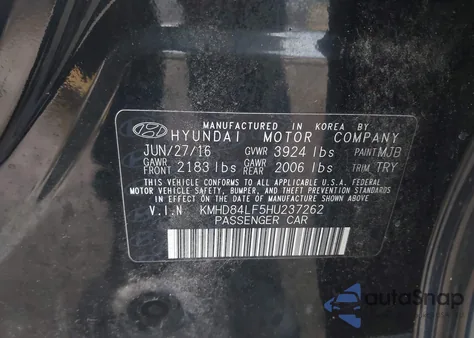 MANUFACTURED IN KOREA BY
HYUNDAI MOTOR COMPANY
JUN/27/16 GVWR 3924 lbs PAINT MJB
GAWR FRONT 2183 lbs GAWR REAR 2006 lbs TRIM TRY
THIS VEHICLE CONFORMS TO ALL APPLICABLE U.S. FEDERAL
MOTOR VEHICLE SAFETY, BUMPER, AND THEFT PREVENTION STANDARDS
IN EFFECT ON THE DATE OF MANUFACTURE SHOWN ABOVE.
V.I.N KMHD84LF5HU237262
PASSENGER CAR
autoSnap